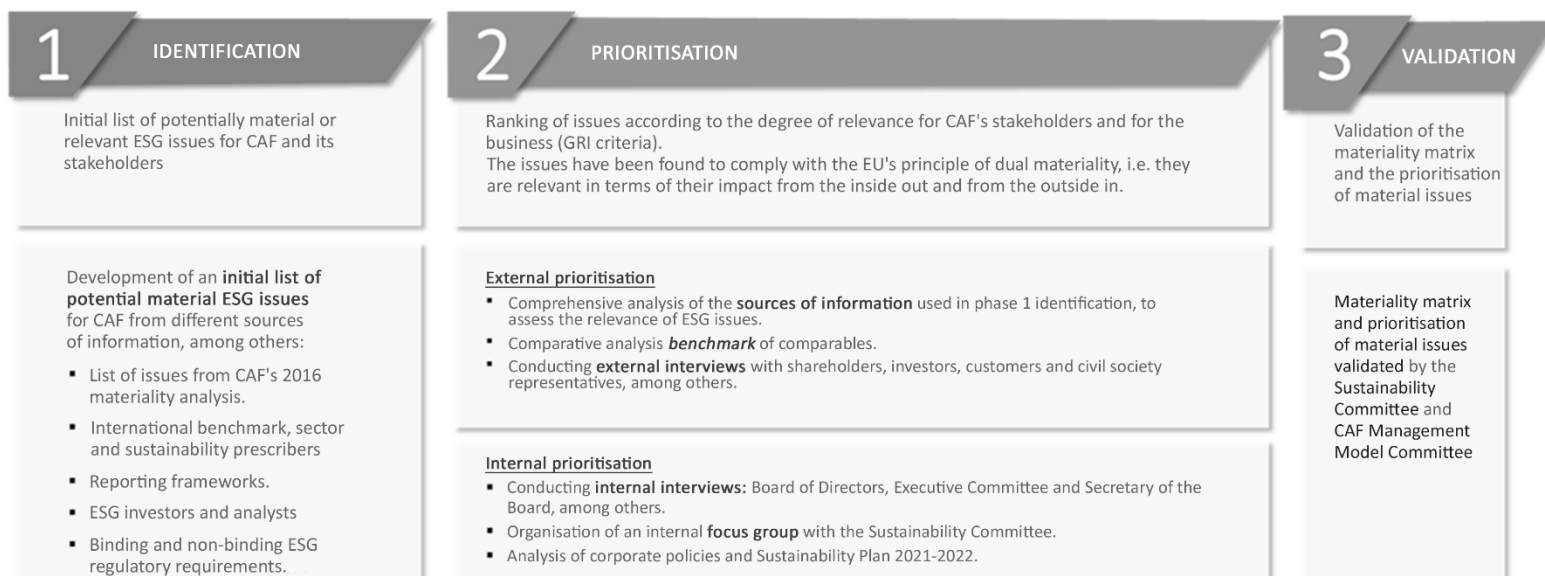 1
IDENTIFICATION
Initial list of potentially material or
relevant ESG issues for CAF and its
stakeholders
Development of an initial list of
potential material ESG issues
for CAF from different sources
of information, among others:
▪ List of issues from CAF's 2016
materiality analysis.
▪ International benchmark, sector
and sustainability prescribers
▪ Reporting frameworks.
▪ ESG investors and analysts
▪ Binding and non-binding ESG
regulatory requirements.
2
PRIORITISATION
Ranking of issues according to the degree of relevance for CAF's stakeholders and for the
business (GRI criteria).
The issues have been found to comply with the EU's principle of dual materiality, i.e. they
are relevant in terms of their impact from the inside out and from the outside in.
External prioritisation
▪ Comprehensive analysis of the sources of information used in phase 1 identification, to
assess the relevance of ESG issues.
▪ Comparative analysis benchmark of comparables.
▪ Conducting external interviews with shareholders, investors, customers and civil society
representatives, among others.
Internal prioritisation
▪ Conducting internal interviews: Board of Directors, Executive Committee and Secretary of the
Board, among others.
▪ Organisation of an internal focus group with the Sustainability Committee.
▪ Analysis of corporate policies and Sustainability Plan 2021-2022.
3
VALIDATION
Validation of the
materiality matrix
and the prioritisation
of material issues
Materiality matrix
and prioritisation
of material issues
validated by the
Sustainability
Committee and
CAF Management
Model Committee